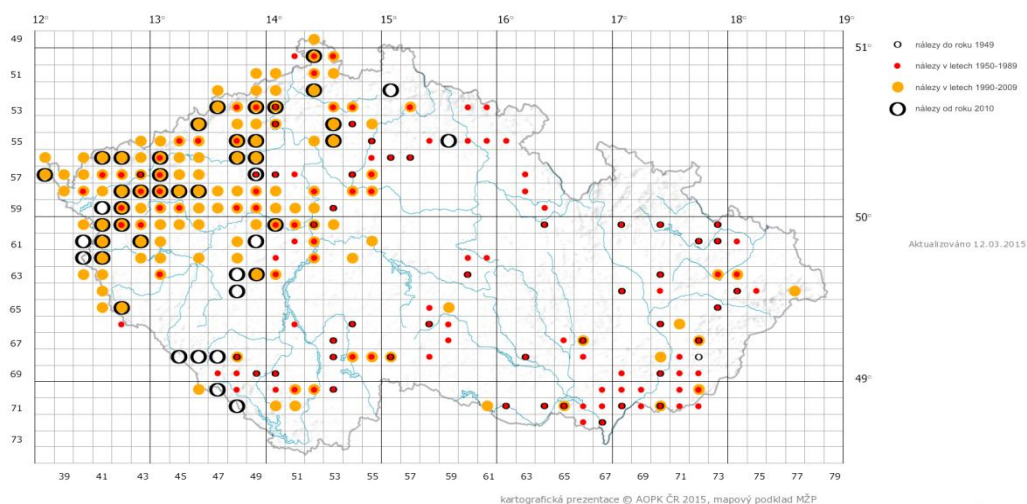 12° 13° 14° 15° 16° 17° 18° 19°
49
51° nálezy do roku 1949
51 nálezy v letech 1950-1989
nálezy v letech 1990-2009
53 nálezy od roku 2010
55
57
59 50°
61 Aktualizováno 12.03.2015
63
65
67
69 49°
71
73
39 41 43 45 47 49 51 53 55 57 59 61 63 65 67 69 71 73 75 77 79
kartografická prezentace © AOPK ČR 2015, mapový podklad MŽP